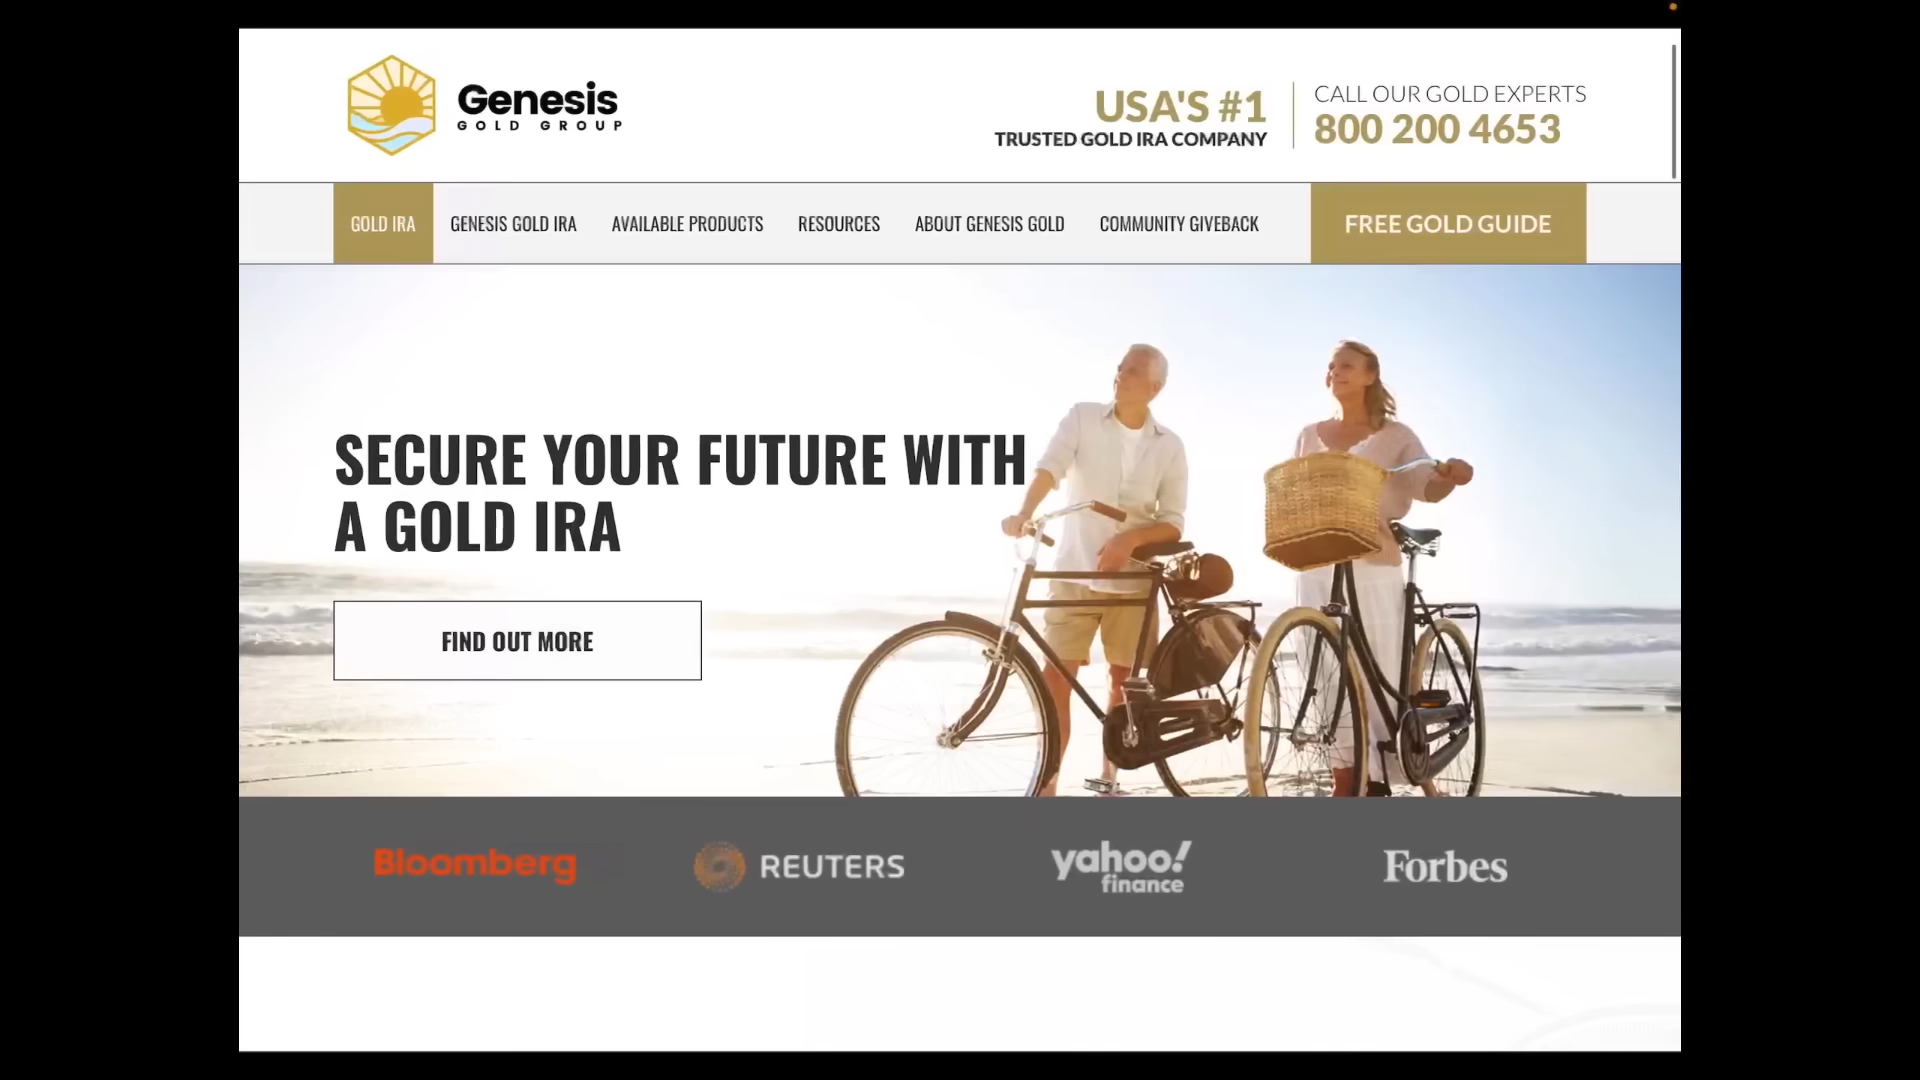 Genesis
GOLD GROUP
USA'S #1
TRUSTED GOLD IRA COMPANY
CALL OUR GOLD EXPERTS
800 200 4653
GOLD IRA
GENESIS GOLD IRA
AVAILABLE PRODUCTS
RESOURCES
ABOUT GENESIS GOLD
COMMUNITY GIVEBACK
FREE GOLD GUIDE
SECURE YOUR FUTURE WITH
A GOLD IRA
FIND OUT MORE
Bloomberg
REUTERS
yahoo!
finance
Forbes